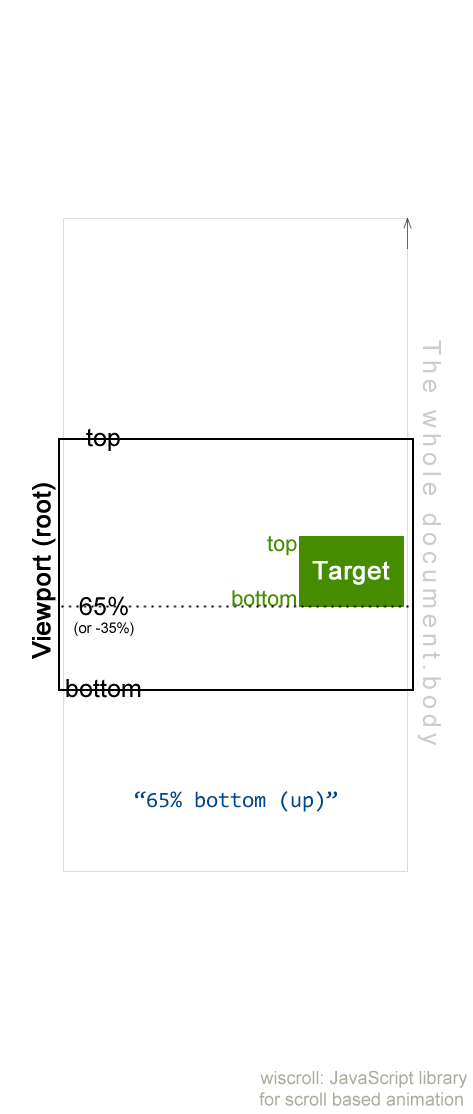 The whole document.body
top
Viewport (root)
top
Target
bottom
65%
(or -35%)
bottom
“65% bottom (up)”
wiscroll: JavaScript library
for scroll based animation